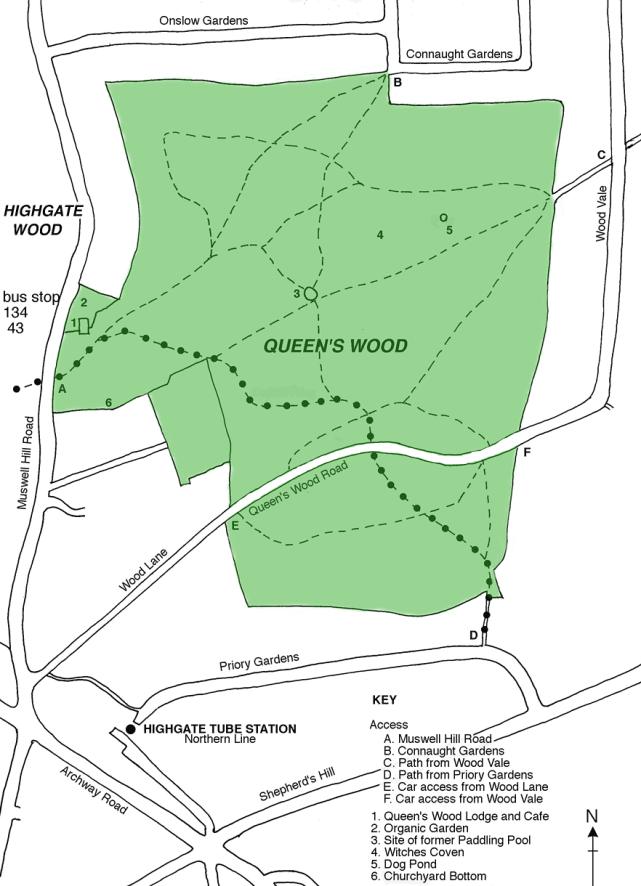 Onslow Gardens
Connaught Gardens
B
C
Wood Vale
HIGHGATE
WOOD
4
5
bus stop
134
43
2
1
3
QUEEN'S WOOD
A
6
Muswell Hill Road
F
Queen's Wood Road
E
Wood Lane
D
Priory Gardens
HIGHGATE TUBE STATION
Northern Line
Archway Road
Shepherd's Hill
KEY
Access
A. Muswell Hill Road
B. Connaught Gardens
C. Path from Wood Vale
D. Path from Priory Gardens
E. Car access from Wood Lane
F. Car access from Wood Vale
1. Queen's Wood Lodge and Cafe
2. Organic Garden
3. Site of former Paddling Pool
4. Witches Coven
5. Dog Pond
6. Churchyard Bottom
N